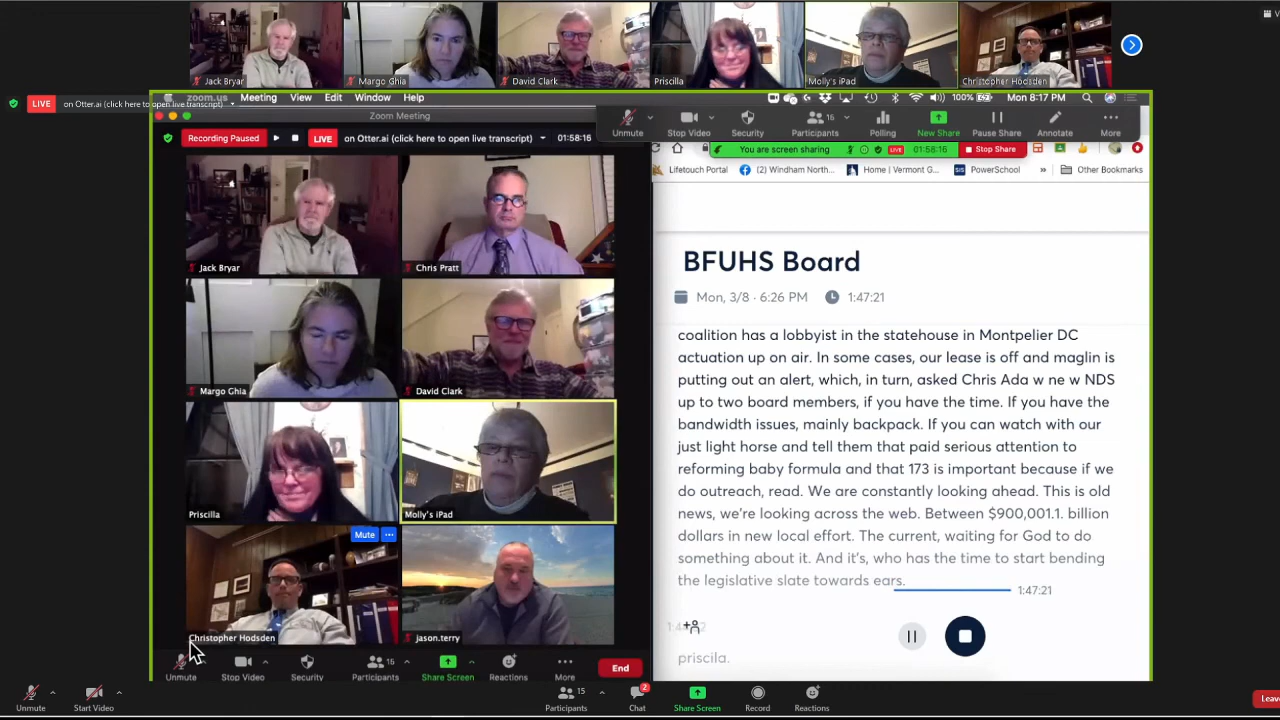 Jack Bryar
Margo Ghia
David Clark
Priscilla
Molly's iPad
Christopher Hodsden
LIVE on Otter.ai (click here to open live transcript)
zoom.us Meeting View Edit Window Help
100% Mon 8:17 PM
Zoom Meeting
Recording Paused LIVE on Otter.ai (click here to open live transcript) 01:58:16
16
Unmute Stop Video Security Participants Polling New Share Pause Share Annotate More
You are screen sharing LIVE 01:58:16 Stop Share
Lifetouch Portal (2) Windham North... Home | Vermont G... SIS PowerSchool » Other Bookmarks
Jack Bryar
Chris Pratt
Margo Ghia
David Clark
Priscilla
Molly's iPad
Mute ...
Christopher Hodsden
Jason.terry
BFUHS Board
Mon, 3/8 · 6:26 PM 1:47:21
coalition has a lobbyist in the statehouse in Montpelier DC
actuation up on air. In some cases, our lease is off and maglin is
putting out an alert, which, in turn, asked Chris Ada w ne w NDS
up to two board members, if you have the time. If you have the
bandwidth issues, mainly backpack. If you can watch with our
just light horse and tell them that paid serious attention to
reforming baby formula and that 173 is important because if we
do outreach, read. We are constantly looking ahead. This is old
news, we're looking across the web. Between $900,001.1. billion
dollars in new local effort. The current, waiting for God to do
something about it. And it's, who has the time to start bending
the legislative slate towards ears.
1:47:21
priscila.
15
Unmute Stop Video Security Participants Share Screen Reactions More End
15
2
Unmute Start Video Participants Chat Share Screen Record Reactions Leav